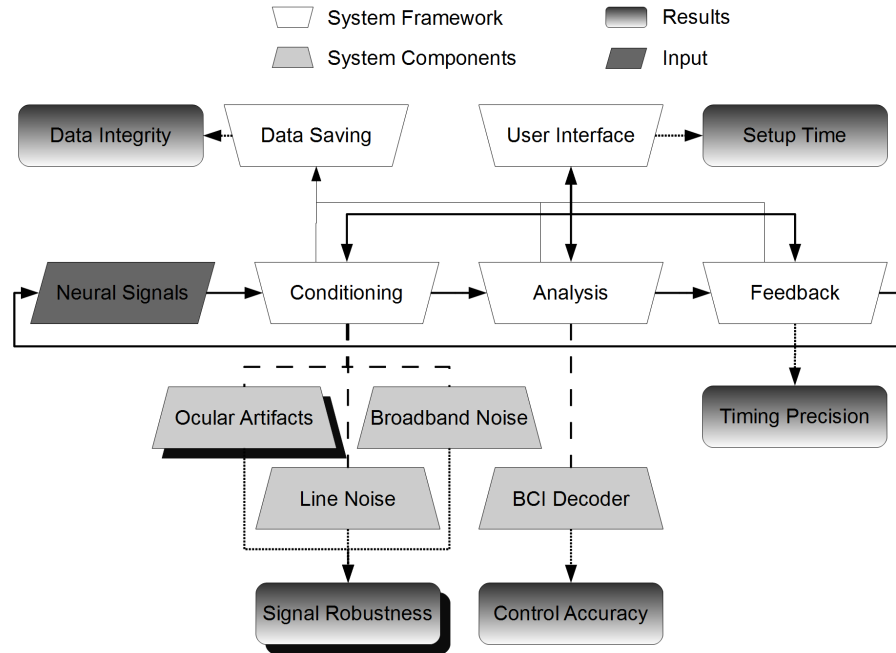 System Framework
Results
System Components
Input
Data Integrity
Data Saving
User Interface
Setup Time
Neural Signals
Conditioning
Analysis
Feedback
Ocular Artifacts
Broadband Noise
Timing Precision
Line Noise
BCI Decoder
Signal Robustness
Control Accuracy